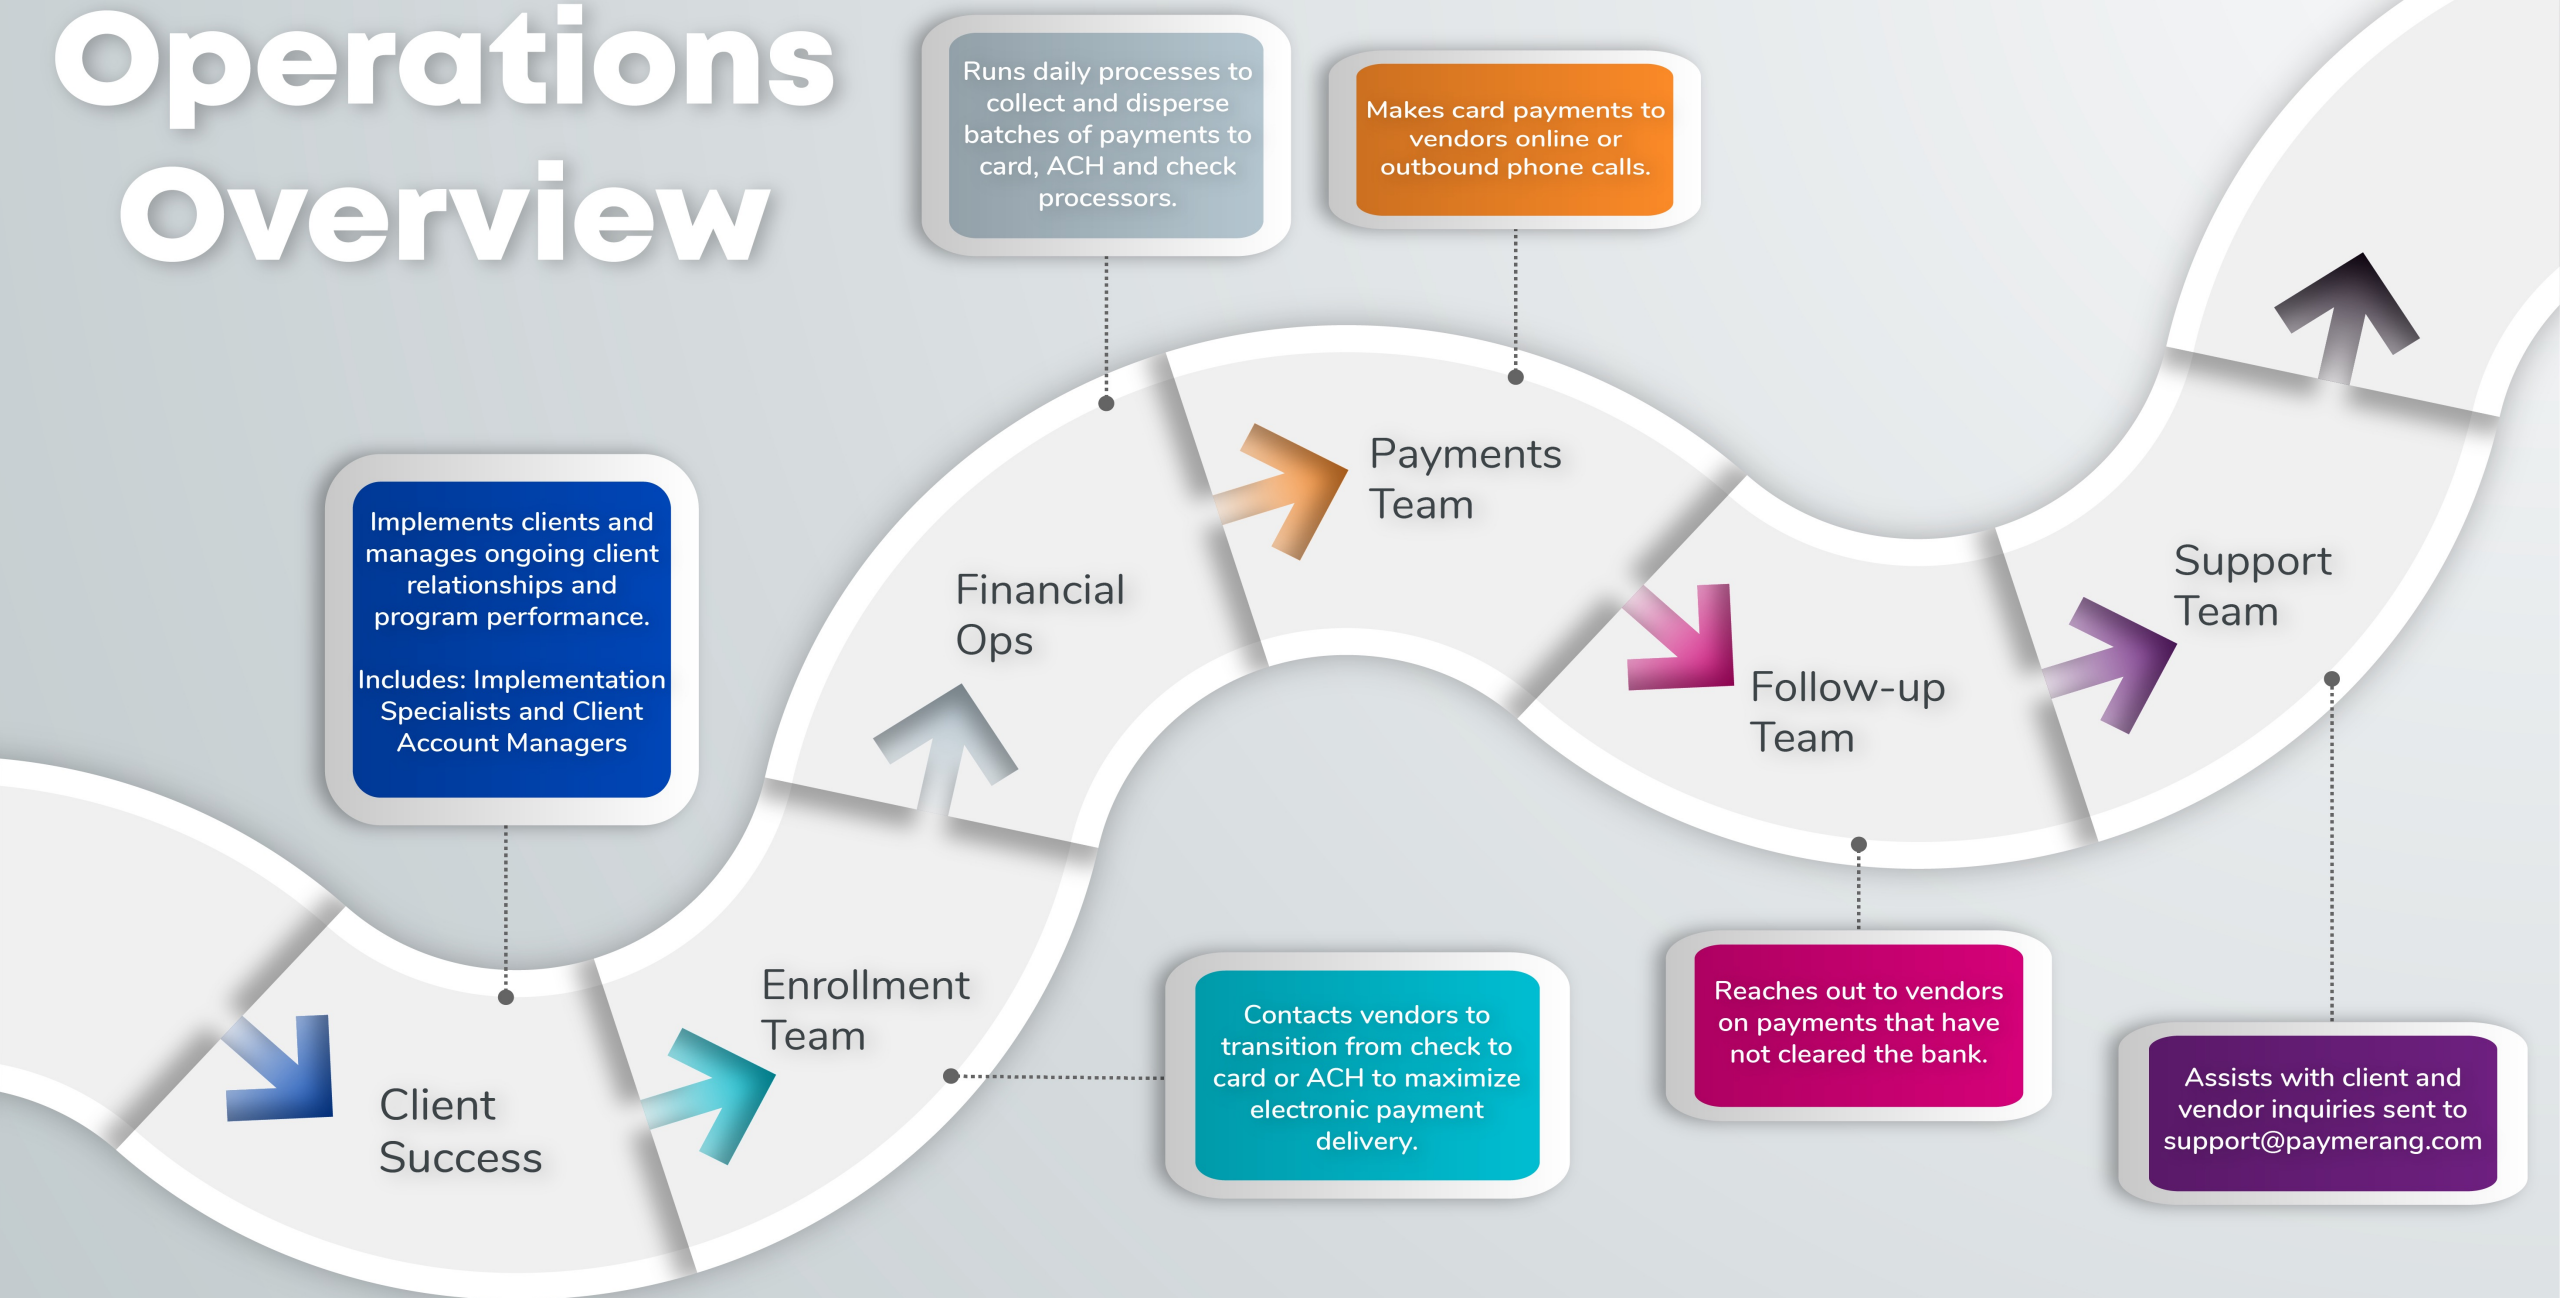 Operations
Overview
Implements clients and
manages ongoing client
relationships and
program performance.
Includes: Implementation
Specialists and Client
Account Managers
Client
Success
Enrollment
Team
Contacts vendors to
transition from check to
card or ACH to maximize
electronic payment
delivery.
Runs daily processes to
collect and disperse
batches of payments to
card, ACH and check
processors.
Financial
Ops
Makes card payments to
vendors online or
outbound phone calls.
Payments
Team
Follow-up
Team
Reaches out to vendors
on payments that have
not cleared the bank.
Support
Team
Assists with client and
vendor inquiries sent to
support@paymerang.com